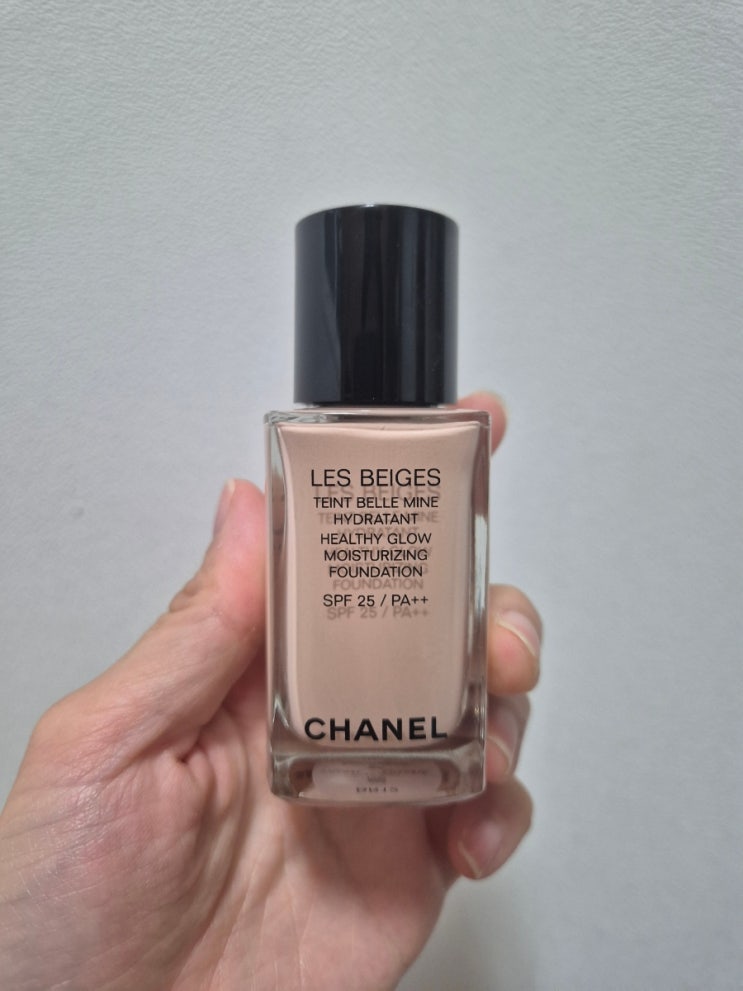 LES BEIGES
TEINT BELLE MINE
HYDRATANT
HEALTHY GLOW
MOISTURIZING
FOUNDATION
SPF 25 / PA++
CHANEL